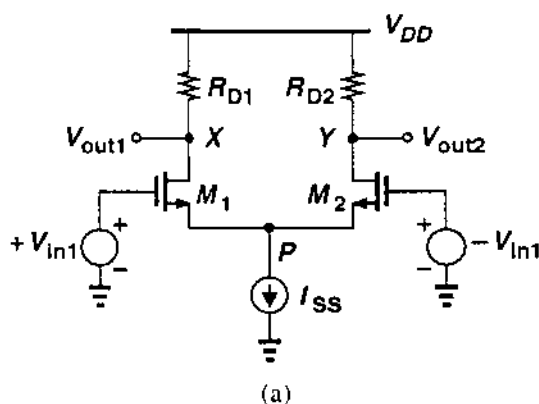 V_DD
R_D1
R_D2
V_out1
X
Y
V_out2
M_1
M_2
+V_in1
+
−
P
+
−
−V_in1
I_SS
(a)